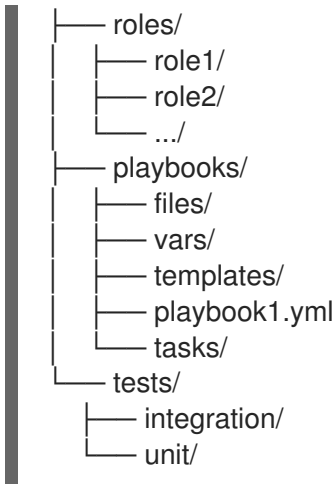 ├── roles/
│   ├── role1/
│   ├── role2/
│   └── .../
├── playbooks/
│   ├── files/
│   ├── vars/
│   ├── templates/
│   ├── playbook1.yml
│   └── tasks/
└── tests/
    ├── integration/
    └── unit/